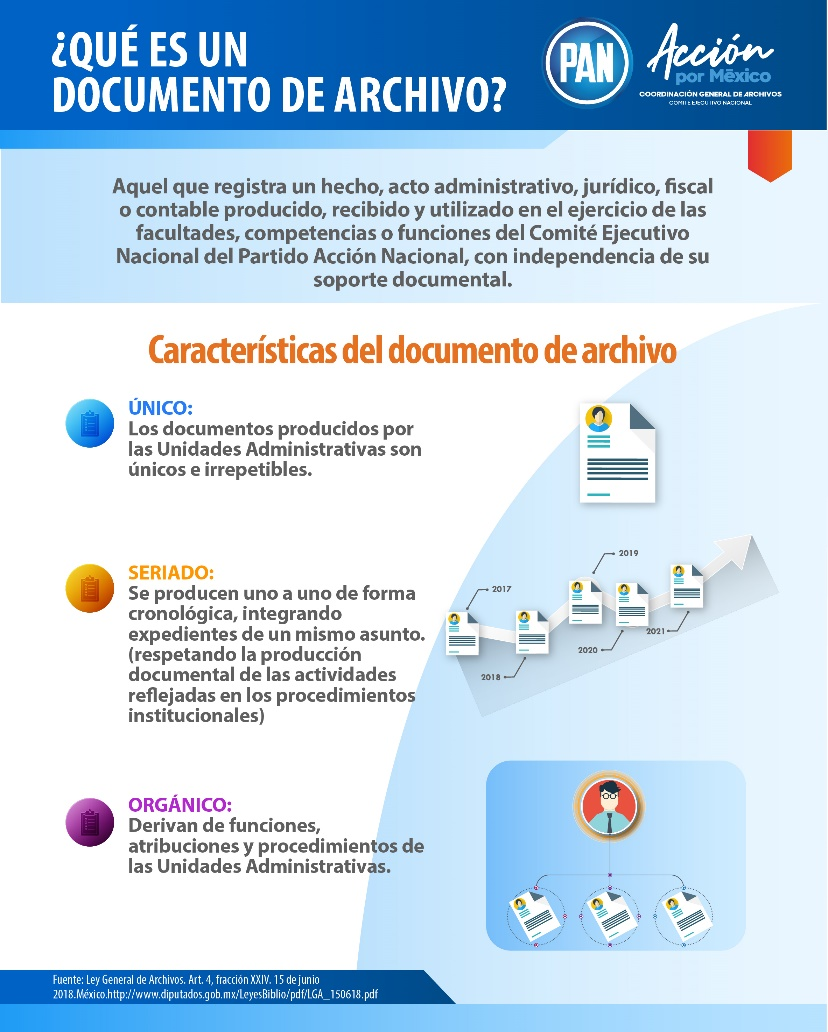 ¿QUÉ ES UN
DOCUMENTO DE ARCHIVO?
PAN
Acción
por México
COORDINACIÓN GENERAL DE ARCHIVOS
COMITÉ EJECUTIVO NACIONAL
Aquel que registra un hecho, acto administrativo, jurídico, fiscal
o contable producido, recibido y utilizado en el ejercicio de las
facultades, competencias o funciones del Comité Ejecutivo
Nacional del Partido Acción Nacional, con independencia de su
soporte documental.
Características del documento de archivo
ÚNICO:
Los documentos producidos por
las Unidades Administrativas son
únicos e irrepetibles.
SERIADO:
Se producen uno a uno de forma
cronológica, integrando
expedientes de un mismo asunto.
(respetando la producción
documental de las actividades
reflejadas en los procedimientos
institucionales)
2017
2018
2019
2020
2021
ORGÁNICO:
Derivan de funciones,
atribuciones y procedimientos de
las Unidades Administrativas.
Fuente: Ley General de Archivos. Art. 4, fracción XXIV. 15 de junio
2018.México.http://www.diputados.gob.mx/LeyesBiblio/pdf/LGA_150618.pdf